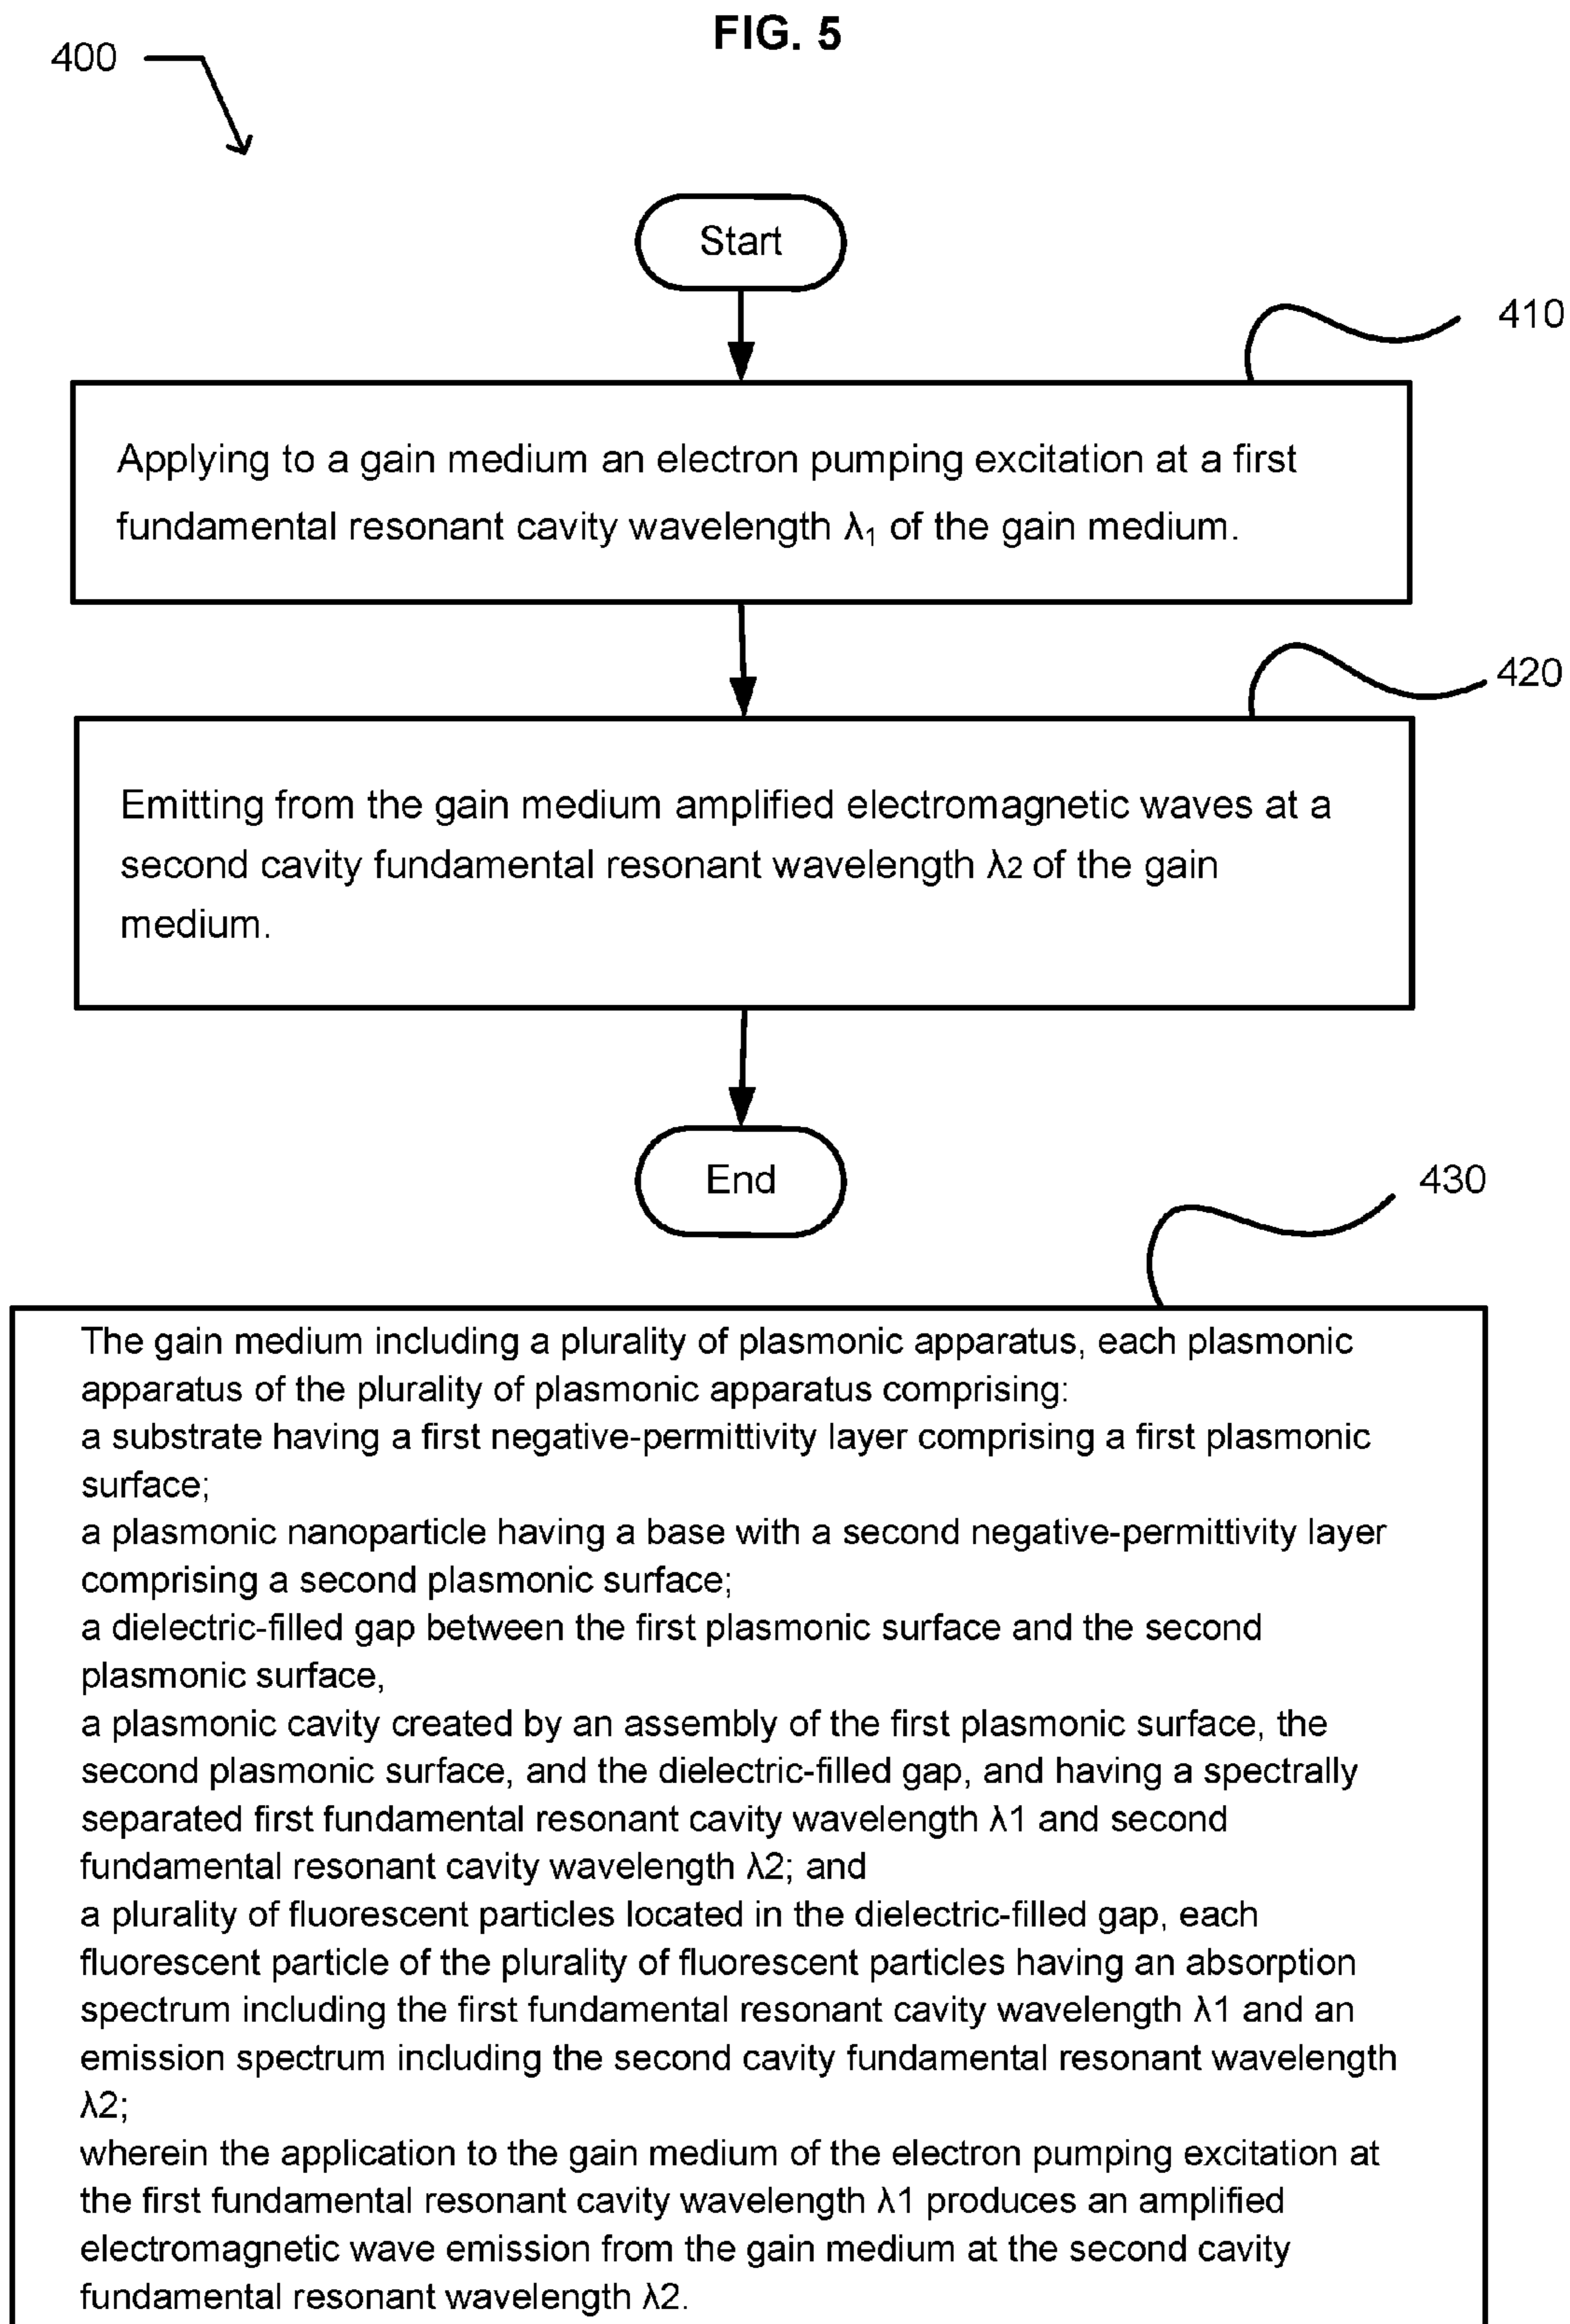 FIG. 5
400
Start
410
Applying to a gain medium an electron pumping excitation at a first
fundamental resonant cavity wavelength λ₁ of the gain medium.
420
Emitting from the gain medium amplified electromagnetic waves at a
second cavity fundamental resonant wavelength λ2 of the gain
medium.
End
430
The gain medium including a plurality of plasmonic apparatus, each plasmonic
apparatus of the plurality of plasmonic apparatus comprising:
a substrate having a first negative-permittivity layer comprising a first plasmonic
surface;
a plasmonic nanoparticle having a base with a second negative-permittivity layer
comprising a second plasmonic surface;
a dielectric-filled gap between the first plasmonic surface and the second
plasmonic surface,
a plasmonic cavity created by an assembly of the first plasmonic surface, the
second plasmonic surface, and the dielectric-filled gap, and having a spectrally
separated first fundamental resonant cavity wavelength λ1 and second
fundamental resonant cavity wavelength λ2; and
a plurality of fluorescent particles located in the dielectric-filled gap, each
fluorescent particle of the plurality of fluorescent particles having an absorption
spectrum including the first fundamental resonant cavity wavelength λ1 and an
emission spectrum including the second cavity fundamental resonant wavelength
λ2;
wherein the application to the gain medium of the electron pumping excitation at
the first fundamental resonant cavity wavelength λ1 produces an amplified
electromagnetic wave emission from the gain medium at the second cavity
fundamental resonant wavelength λ2.